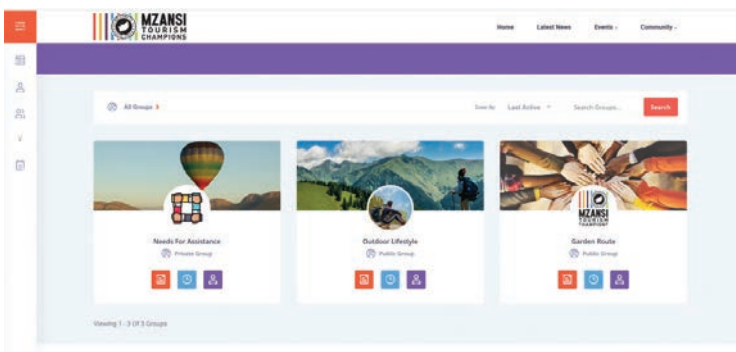 MZANSI
TOURISM
CHAMPIONS
Home Latest News Events Community
All Groups Last Active Search Groups... Search
MZANSI
TOURISM
Needs For Assistance Outdoor Lifestyle Garden Route
Private Group Public Group Public Group
Viewing 1 - 3 Of 3 Groups